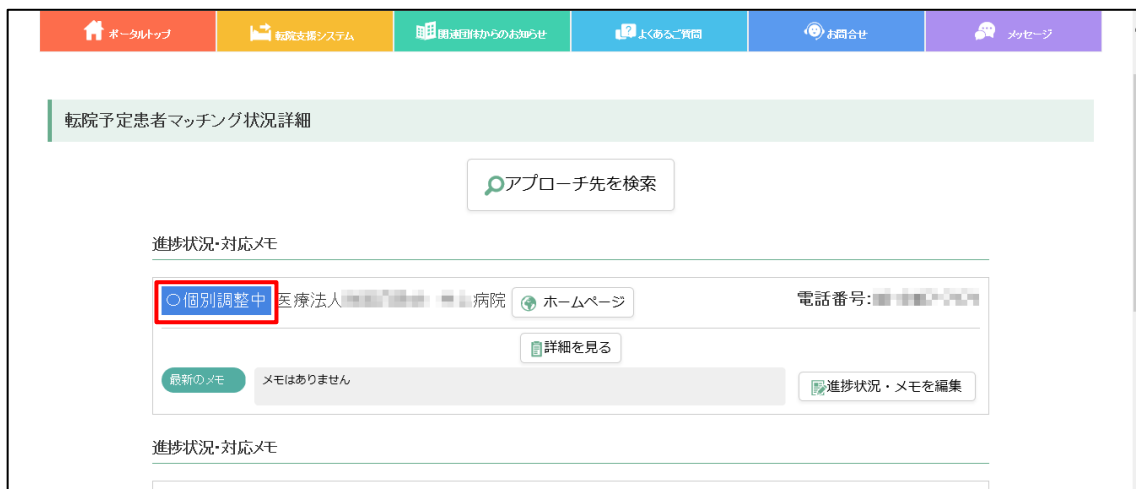 ポータルトップ 転院支援システム 関連団体からのお知らせ よくあるご質問 お問合せ メッセージ
転院予定患者マッチング状況詳細
アプローチ先を検索
進捗状況・対応メモ
○個別調整中 医療法人 病院 ホームページ 電話番号:
詳細を見る
最新のメモ メモはありません
進捗状況・メモを編集
進捗状況・対応メモ